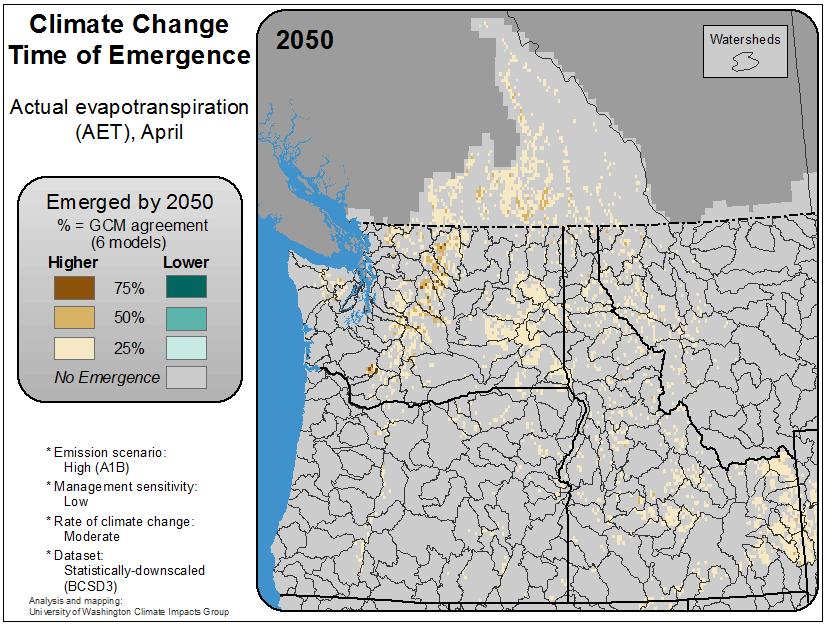 Climate Change
Time of Emergence
Actual evapotranspiration
(AET), April
Emerged by 2050
% = GCM agreement
(6 models)
Higher Lower
75%
50%
25%
No Emergence
* Emission scenario:
High (A1B)
* Management sensitivity:
Low
* Rate of climate change:
Moderate
* Dataset:
Statistically-downscaled
(BCSD3)
Analysis and mapping:
University of Washington Climate Impacts Group
2050
Watersheds